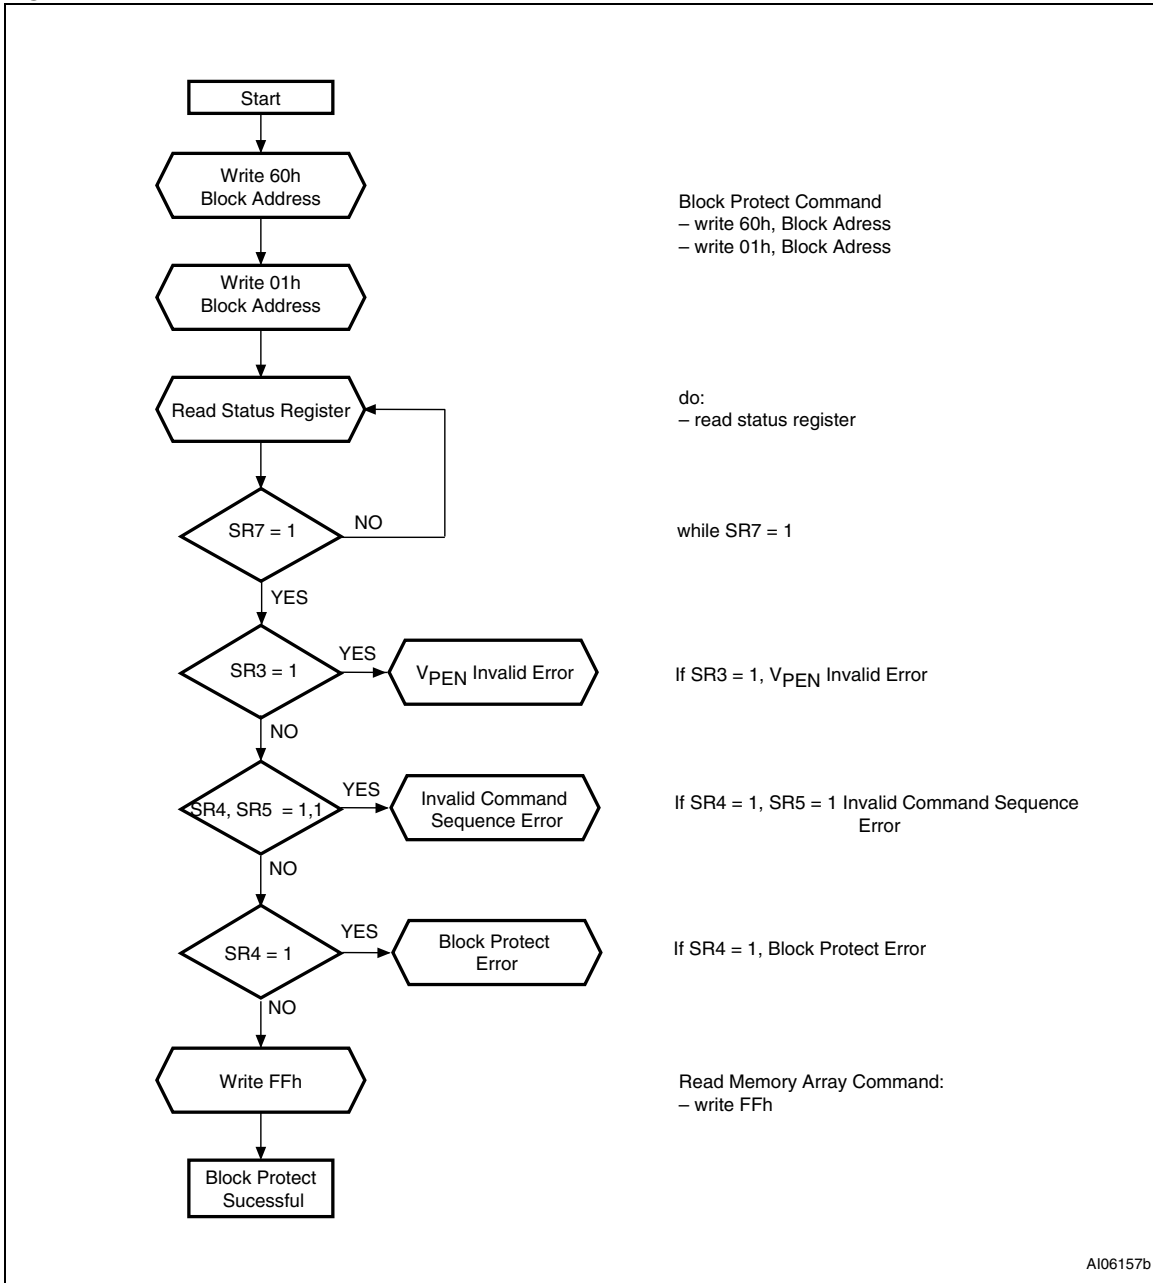 Start
Write 60h
Block Address
Block Protect Command
– write 60h, Block Adress
– write 01h, Block Adress
Write 01h
Block Address
Read Status Register
do:
– read status register
SR7 = 1
NO
while SR7 = 1
YES
SR3 = 1
YES
VPEN Invalid Error
If SR3 = 1, VPEN Invalid Error
NO
SR4, SR5 = 1,1
YES
Invalid Command
Sequence Error
If SR4 = 1, SR5 = 1 Invalid Command Sequence
Error
NO
SR4 = 1
YES
Block Protect
Error
If SR4 = 1, Block Protect Error
NO
Write FFh
Read Memory Array Command:
– write FFh
Block Protect
Sucessful
AI06157b